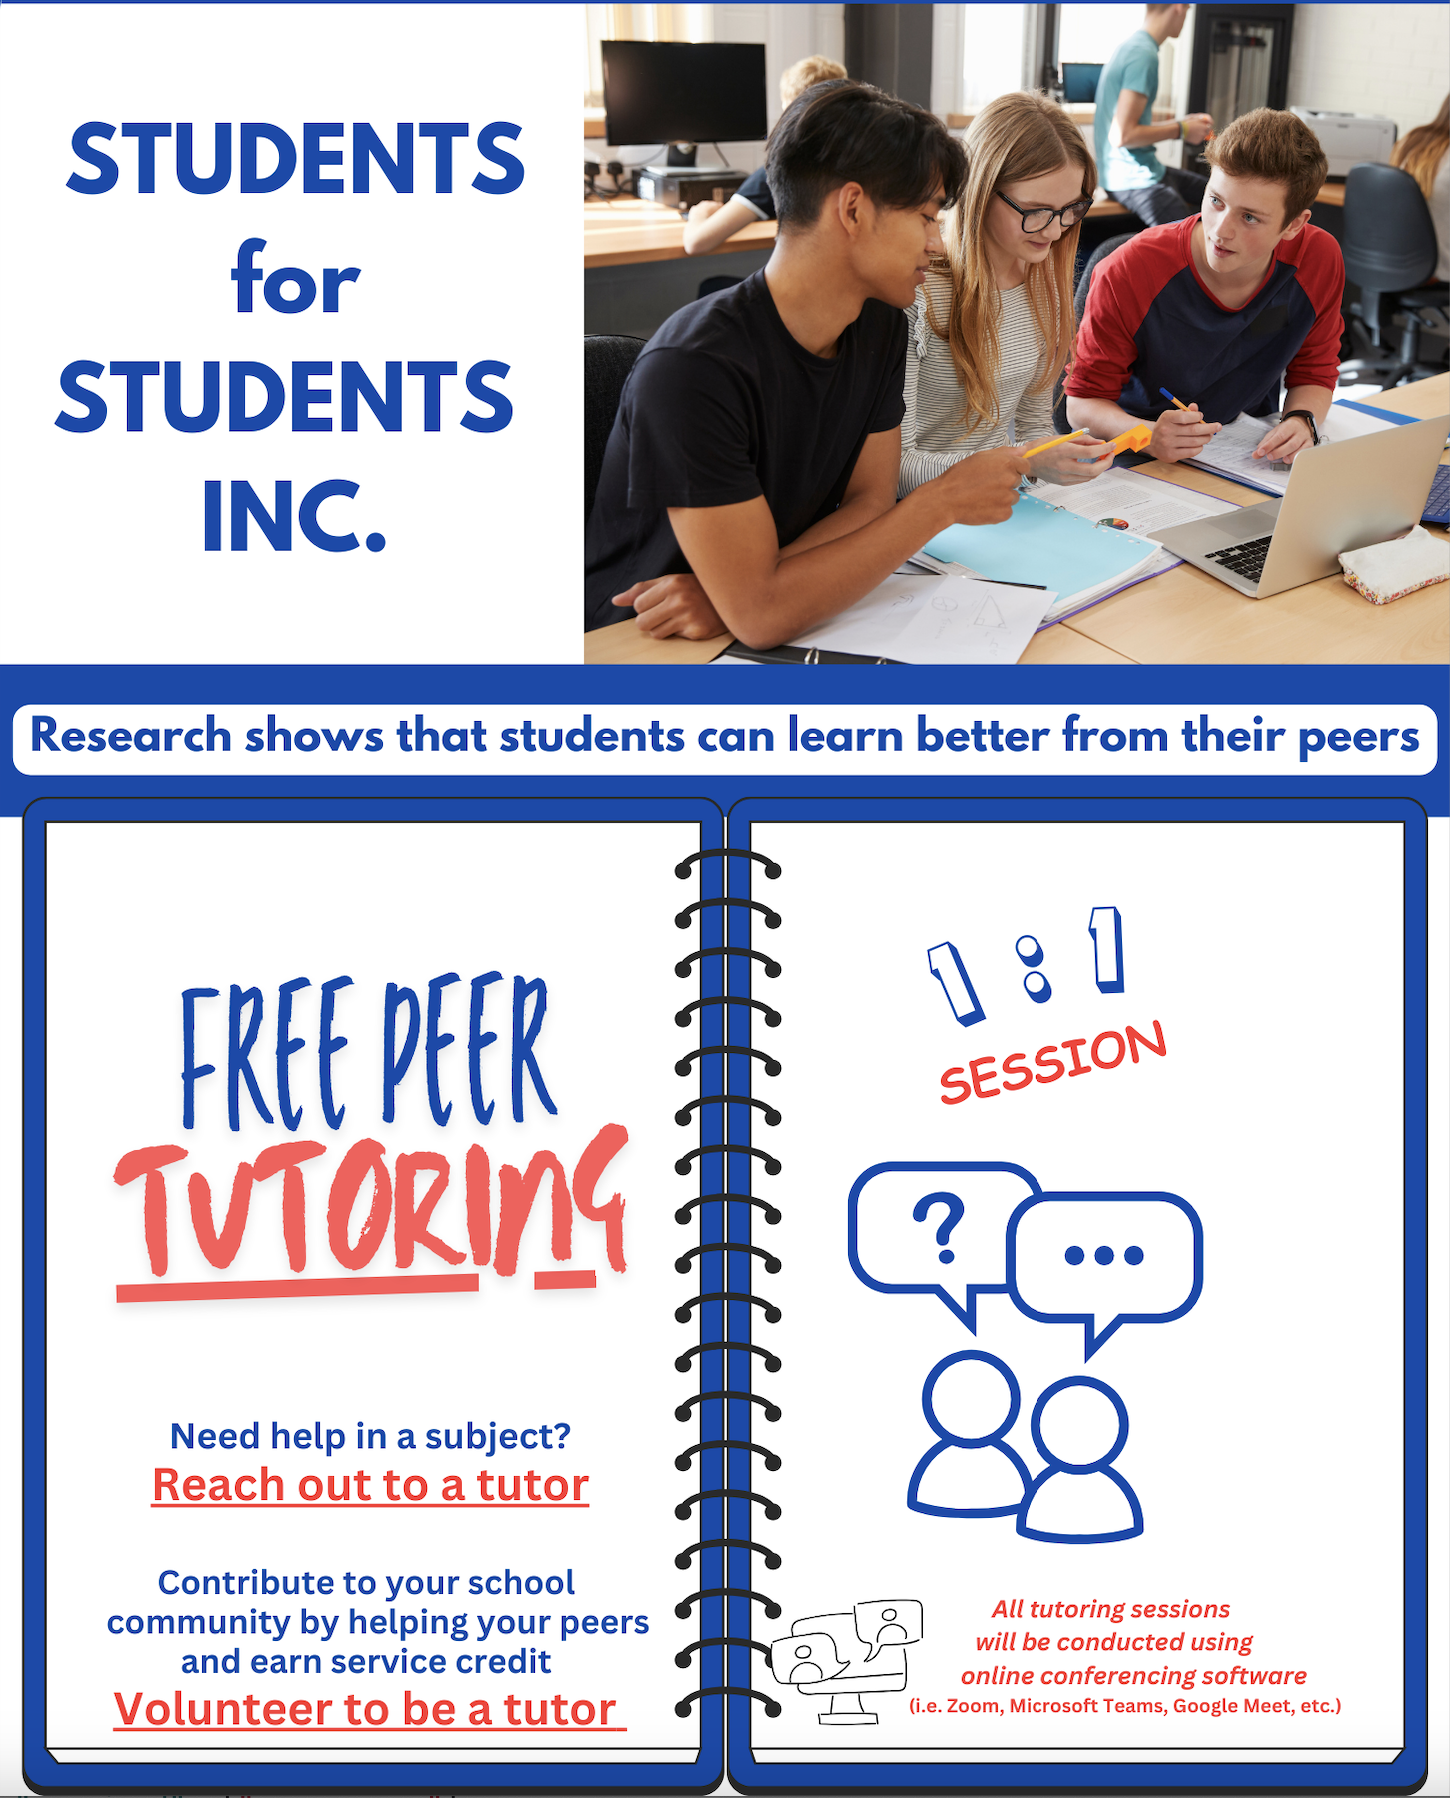 STUDENTS
for
STUDENTS
INC.
Research shows that students can learn better from their peers
FREE PEER
TUTORING
Need help in a subject?
Reach out to a tutor
Contribute to your school
community by helping your peers
and earn service credit
Volunteer to be a tutor
1:1
SESSION
?
...
All tutoring sessions
will be conducted using
online conferencing software
(i.e. Zoom, Microsoft Teams, Google Meet, etc.)